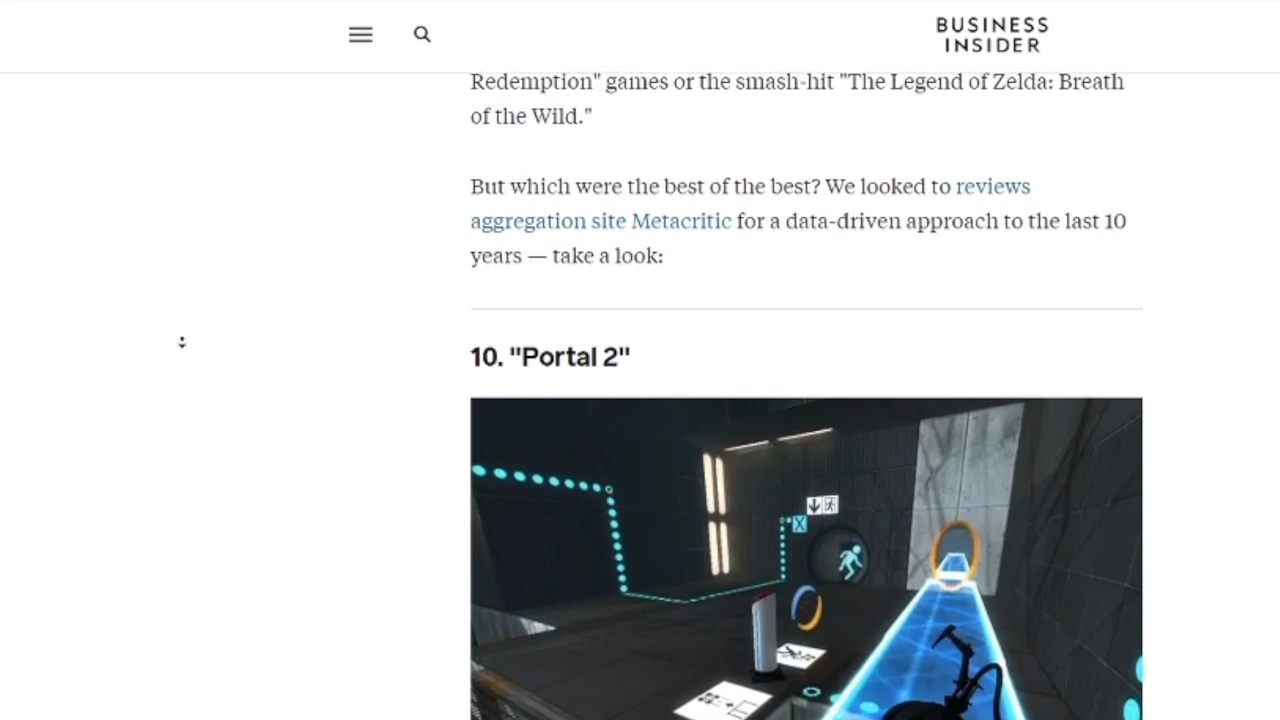 BUSINESS
INSIDER
Redemption" games or the smash-hit "The Legend of Zelda: Breath
of the Wild."
But which were the best of the best? We looked to reviews
aggregation site Metacritic for a data-driven approach to the last 10
years — take a look:
10. "Portal 2"